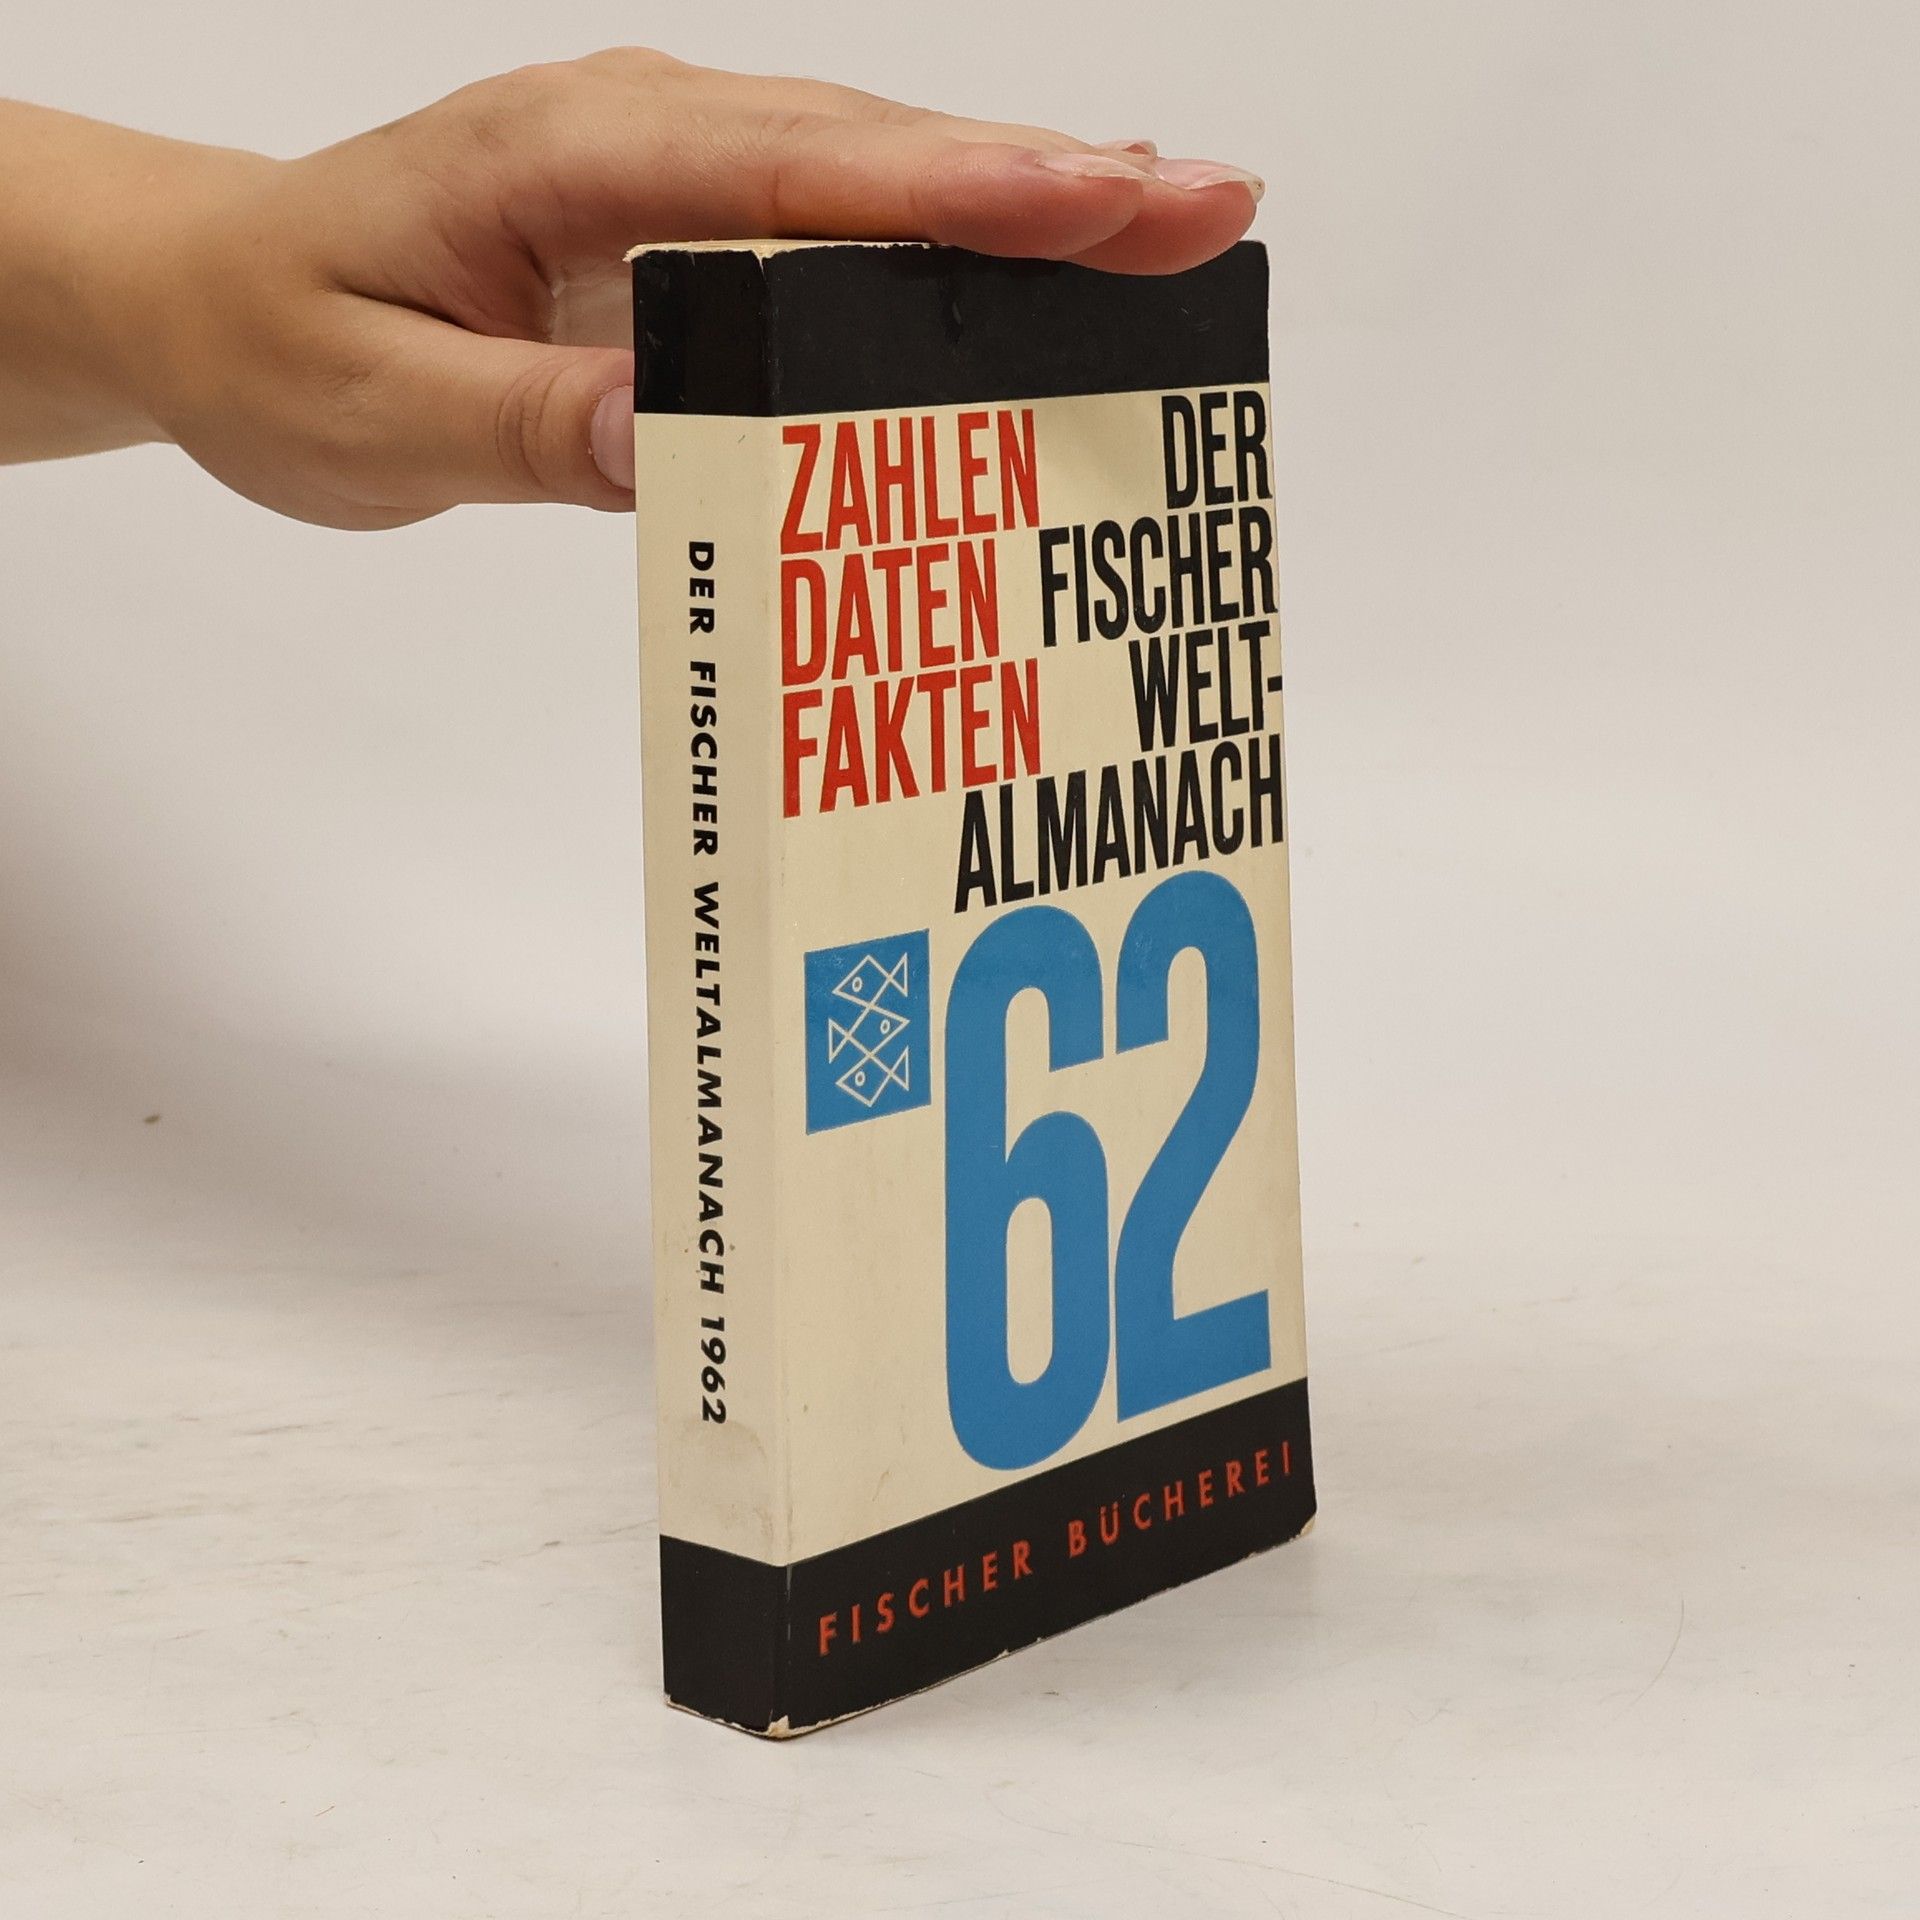 DER FISCHER WELTALMANACH 1962
ZAHLEN
DATEN
FAKTEN
DER
FISCHER
WELT-
ALMANACH
'62
FISCHER BÜCHEREI